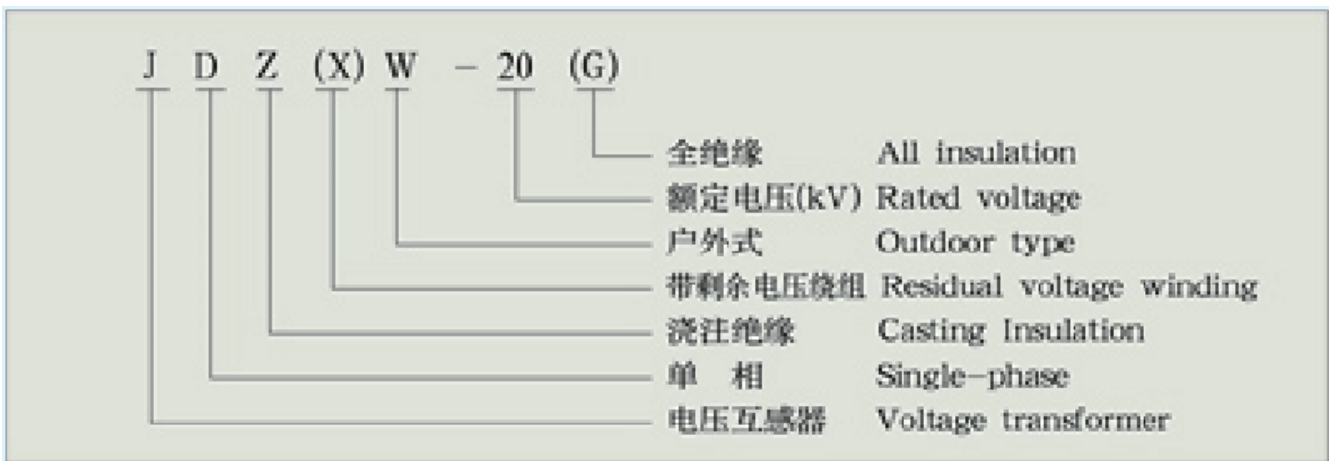 J D Z (X) W - 20 (G)
全绝缘 All insulation
额定电压(kV) Rated voltage
户外式 Outdoor type
带剩余电压绕组 Residual voltage winding
浇注绝缘 Casting Insulation
单 相 Single-phase
电压互感器 Voltage transformer